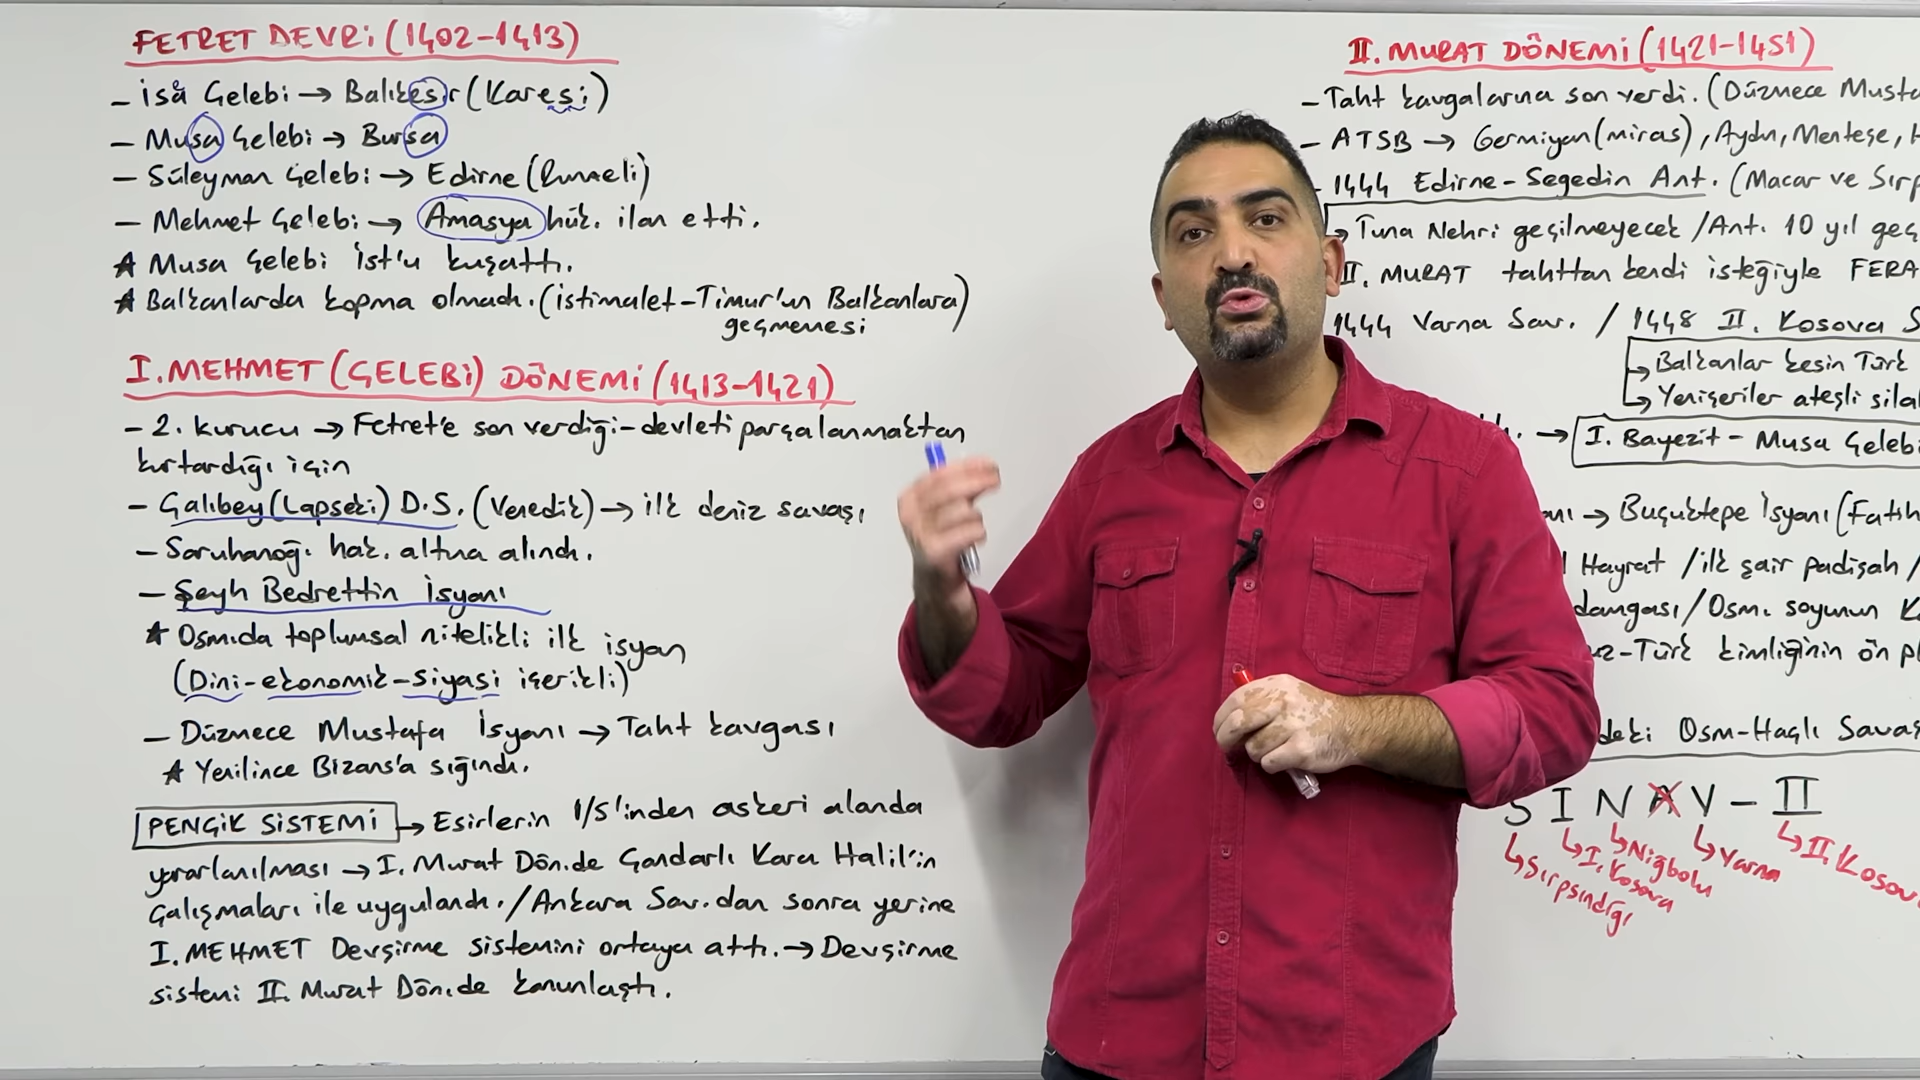 FETRET DEVRİ (1402-1413)
- İsâ Çelebi → Balıkesir (Karesi)
- Musa Çelebi → Bursa
- Süleyman Çelebi → Edirne (Rumeli)
- Mehmet Çelebi → Amasya hük. ilan etti.
★ Musa Çelebi İst'u kuşattı.
★ Balkanlarda kopma olmadı. (istimalet-Timur'un Balkanlara
geçmemesi)
I. MEHMET (ÇELEBİ) DÖNEMİ (1413-1421)
- 2. kurucu → Fetret'e son verdiği-devleti parçalanmaktan
kurtardığı için
- Çalıbey (Lapseki) D.S. (Venedik) → ilk deniz savaşı
- Saruhanoğ. hak. altına alındı.
- Şeyh Bedrettin İsyanı
★ Osm.da toplumsal nitelikli ilk isyan
(Dini-ekonomik-siyasi içerikli)
- Düzmece Mustafa İsyanı → Taht kavgası
★ Yenilince Bizans'a sığındı.
PENÇİK SİSTEMİ → Esirlerin 1/5'inden askeri alanda
yararlanılması → I. Murat Dön.de Çandarlı Kara Halil'in
çalışmaları ile uygulandı. / Ankara Sav.dan sonra yerine
I. MEHMET Devşirme sistemini ortaya attı. → Devşirme
sistemi II. Murat Dön.de kanunlaştı.
II. MURAT DÖNEMİ (1421-1451)
- Taht kavgalarına son verdi. (Düzmece Musta
- ATSB → Germiyan (miras), Aydın, Menteşe, H
- 1444 Edirne-Segedin Ant. (Macar ve Sırp
→ Tuna Nehri geçilmeyecek / Ant. 10 yıl geç
II. MURAT tahttan kendi isteğiyle FERA
1444 Varna Sav. / 1448 II. Kosova S
→ Balkanlar kesin Türk
→ Yeniçeriler ateşli sila
→ I. Bayezit - Musa Çelebi
→ Buçuktepe İsyanı (Fatih
Hayrat / ilk şair padişah /
damgası / Osm. soyunun K
-Türk kimliğinin ön pl
deki Osm-Haçlı Savaş
S I N A V - II
↳ Sırpsındığı
↳ I. Kosova
↳ Niğbolu
↳ Varna
↳ II. Kosov